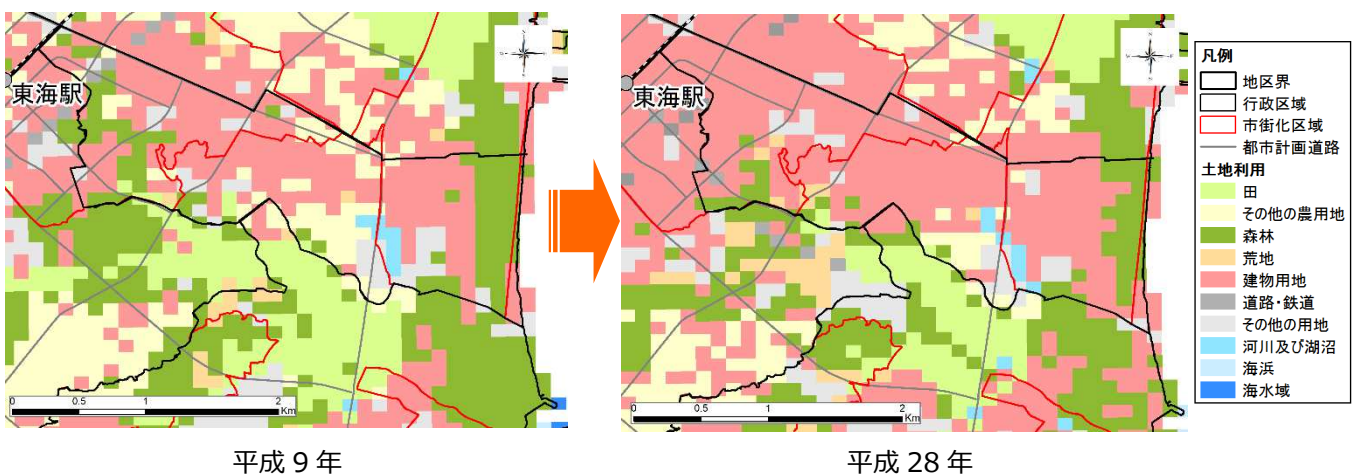 東海駅
0 0.5 1 2
Km
東海駅
0 0.5 1 2
Km
凡例
地区界
行政区域
市街化区域
都市計画道路
土地利用
田
その他の農用地
森林
荒地
建物用地
道路・鉄道
その他の用地
河川及び湖沼
海浜
海水域
平成 9 年
平成 28 年